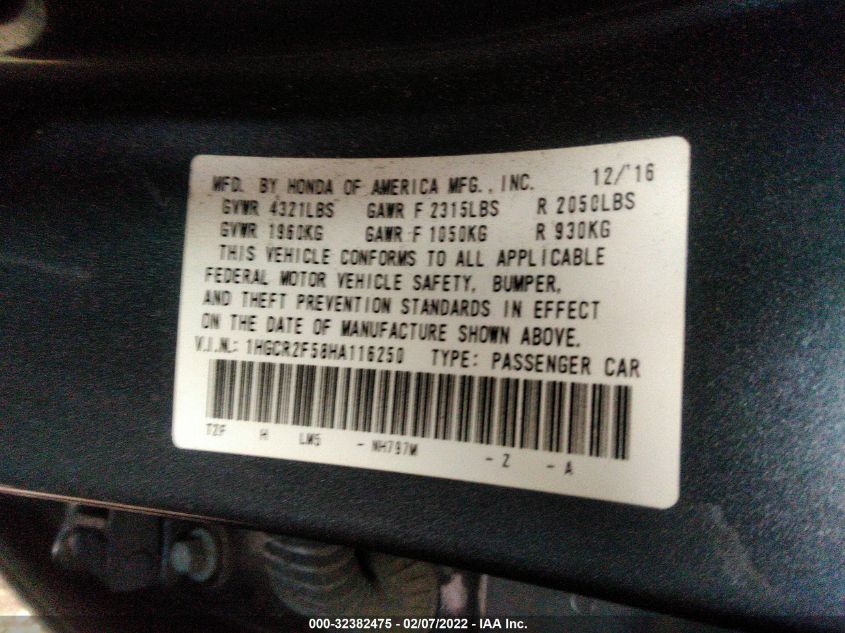 MFD. BY HONDA OF AMERICA MFG., INC. 12/'16
GVWR 4321LBS GAWR F 2315LBS R 2050LBS
GVWR 1960KG GAWR F 1050KG R 930KG
THIS VEHICLE CONFORMS TO ALL APPLICABLE
FEDERAL MOTOR VEHICLE SAFETY, BUMPER,
AND THEFT PREVENTION STANDARDS IN EFFECT
ON THE DATE OF MANUFACTURE SHOWN ABOVE.
V.I.N.: 1HGCR2F58HA116250 TYPE: PASSENGER CAR
T2F H LM5 - NH797M - Z - A
000-32382475 - 02/07/2022 - IAA Inc.